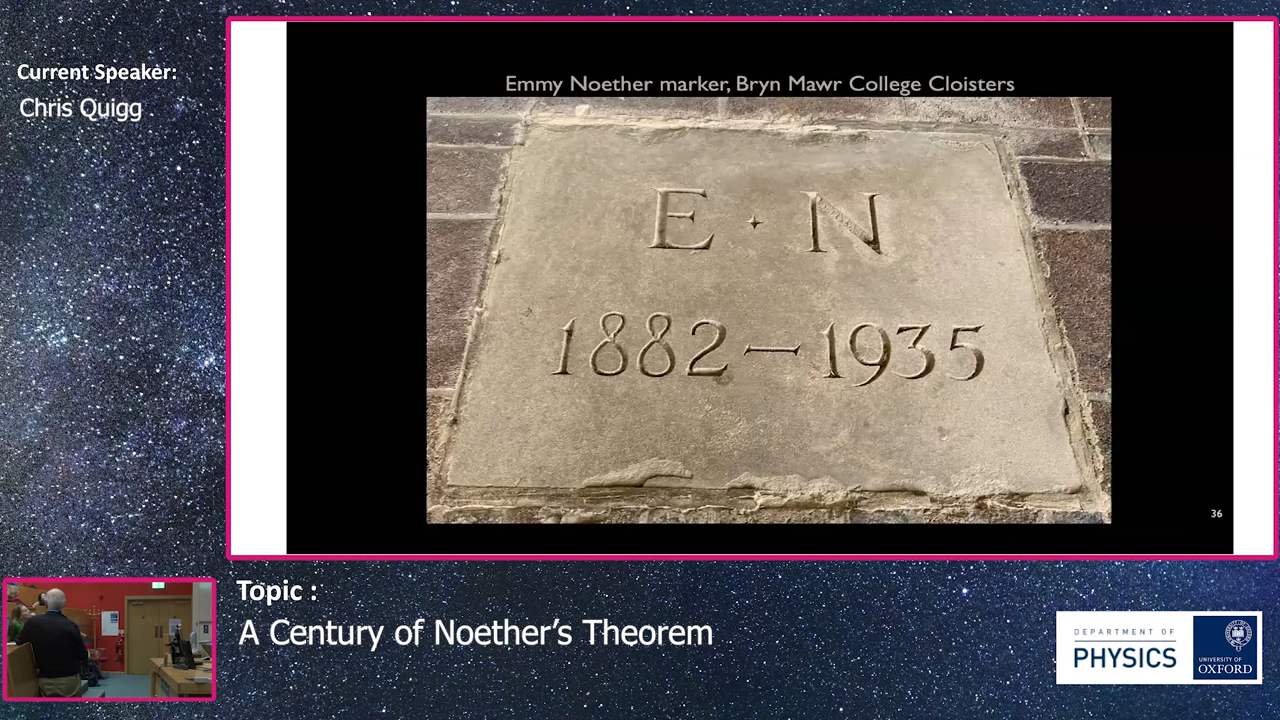 Current Speaker:
Chris Quigg
Emmy Noether marker, Bryn Mawr College Cloisters
E · N
1882 – 1935
36
Topic :
A Century of Noether's Theorem
DEPARTMENT OF
PHYSICS
UNIVERSITY OF
OXFORD